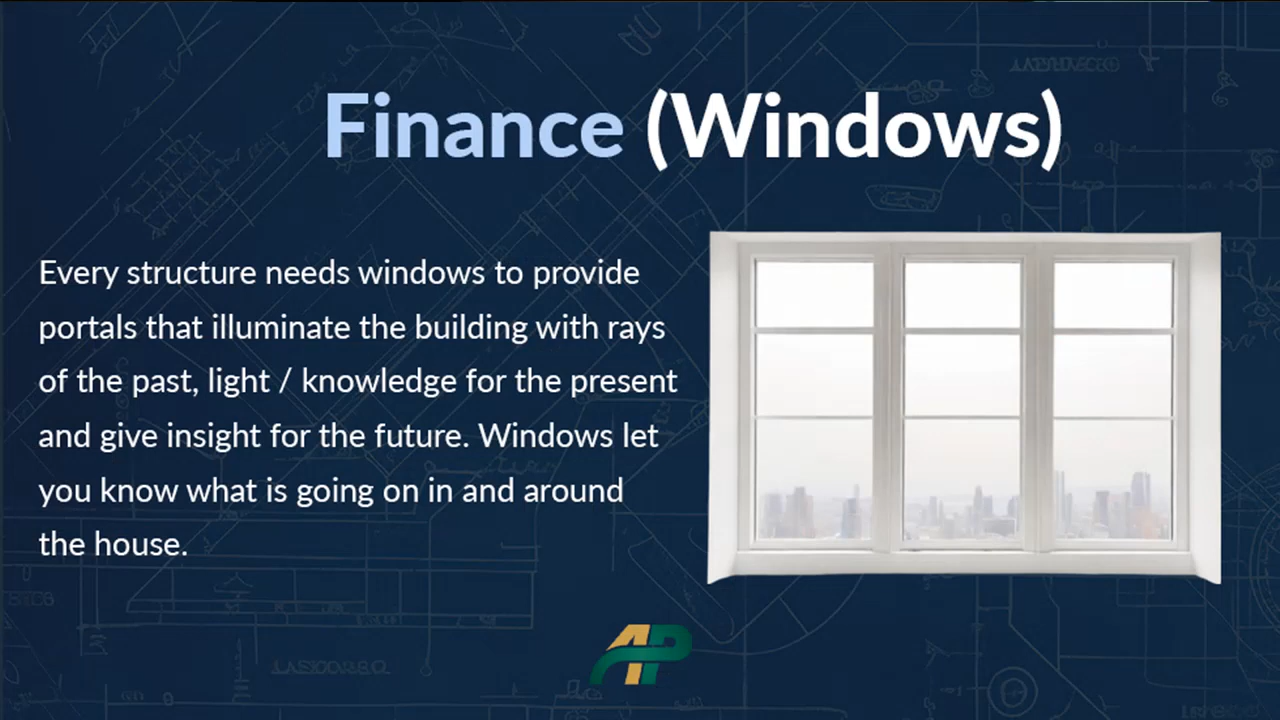 Finance (Windows)
Every structure needs windows to provide
portals that illuminate the building with rays
of the past, light / knowledge for the present
and give insight for the future. Windows let
you know what is going on in and around
the house.
AP